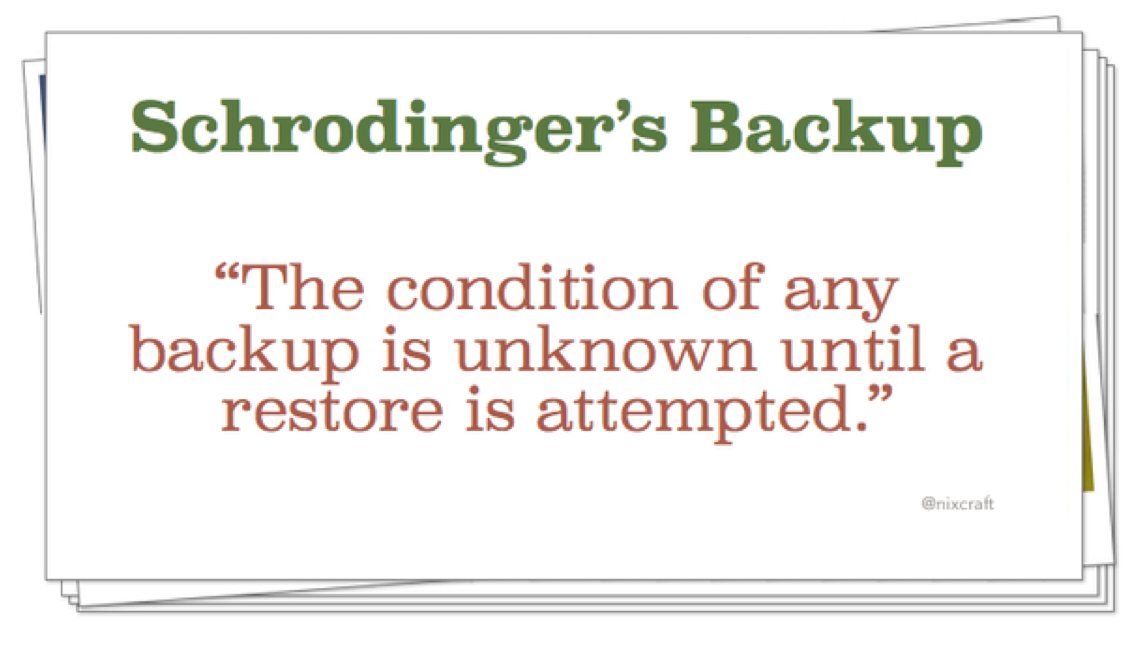 Schrodinger’s Backup
“The condition of any
backup is unknown until a
restore is attempted.”
@nixcraft